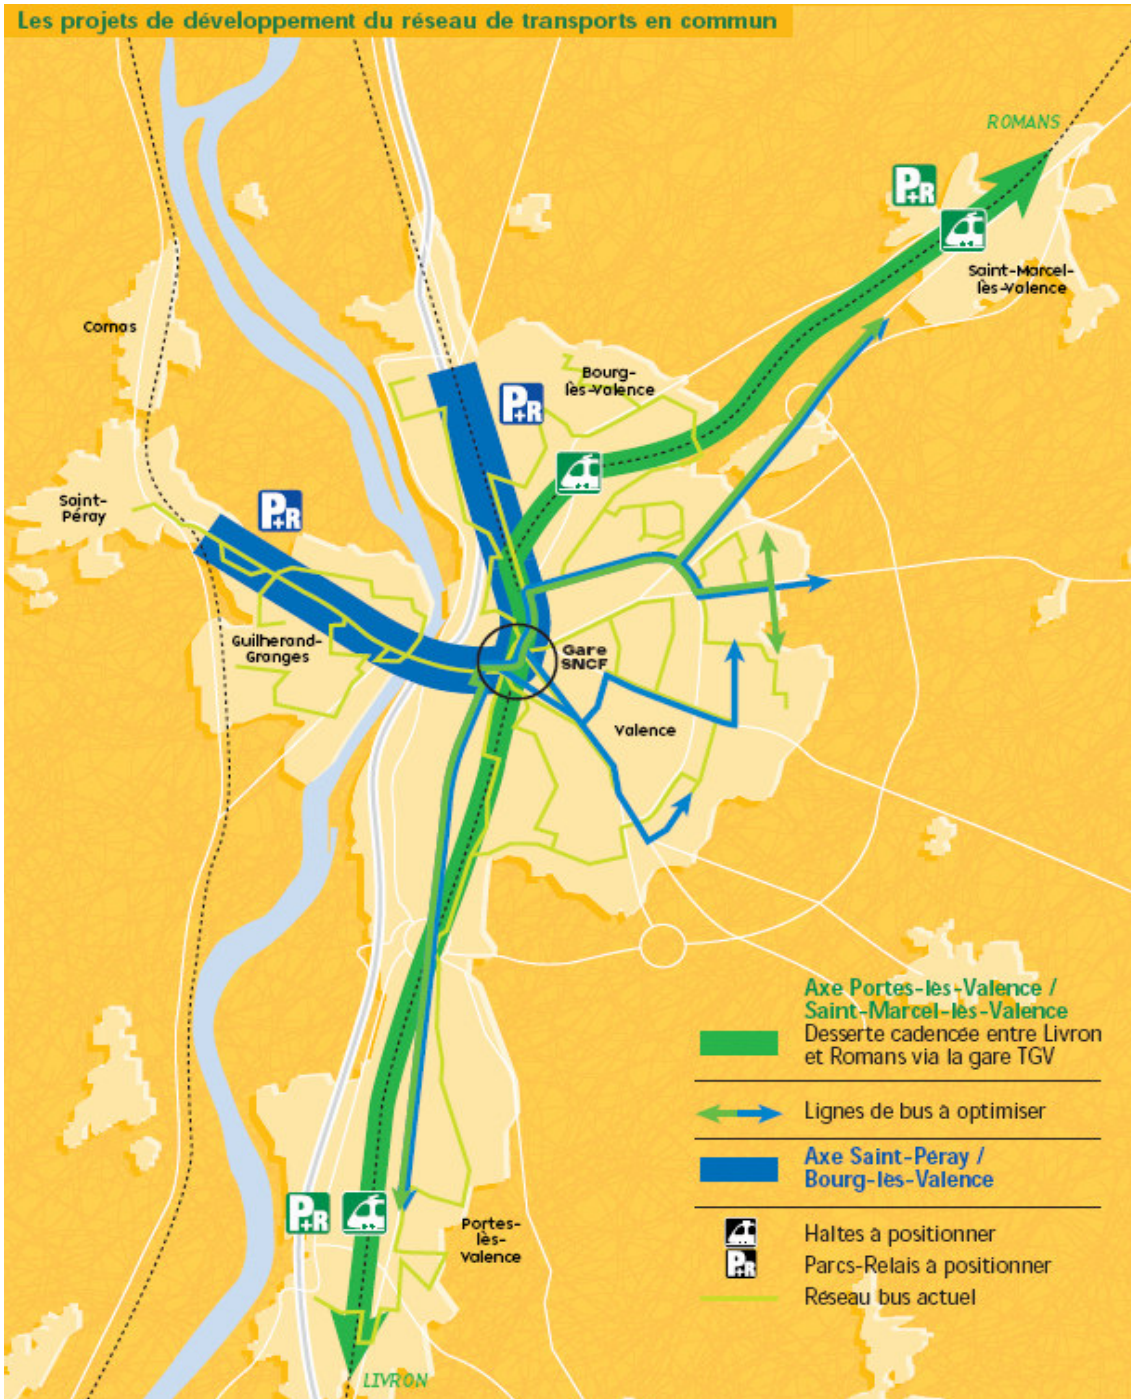 Les projets de développement du réseau de transports en commun
ROMANS
P+R
Saint-Marcel-
lès-Valence
Cornas
Bourg-
lès-Valence
P+R
Saint-
Péray
P+R
Guilherand-
Granges
Gare
SNCF
Valence
Axe Portes-lès-Valence /
Saint-Marcel-lès-Valence
Desserte cadencée entre Livron
et Romans via la gare TGV
Lignes de bus à optimiser
Axe Saint-Péray /
Bourg-lès-Valence
P+R
Portes-
lès-
Valence
Haltes à positionner
P+R
Parcs-Relais à positionner
Réseau bus actuel
LIVRON